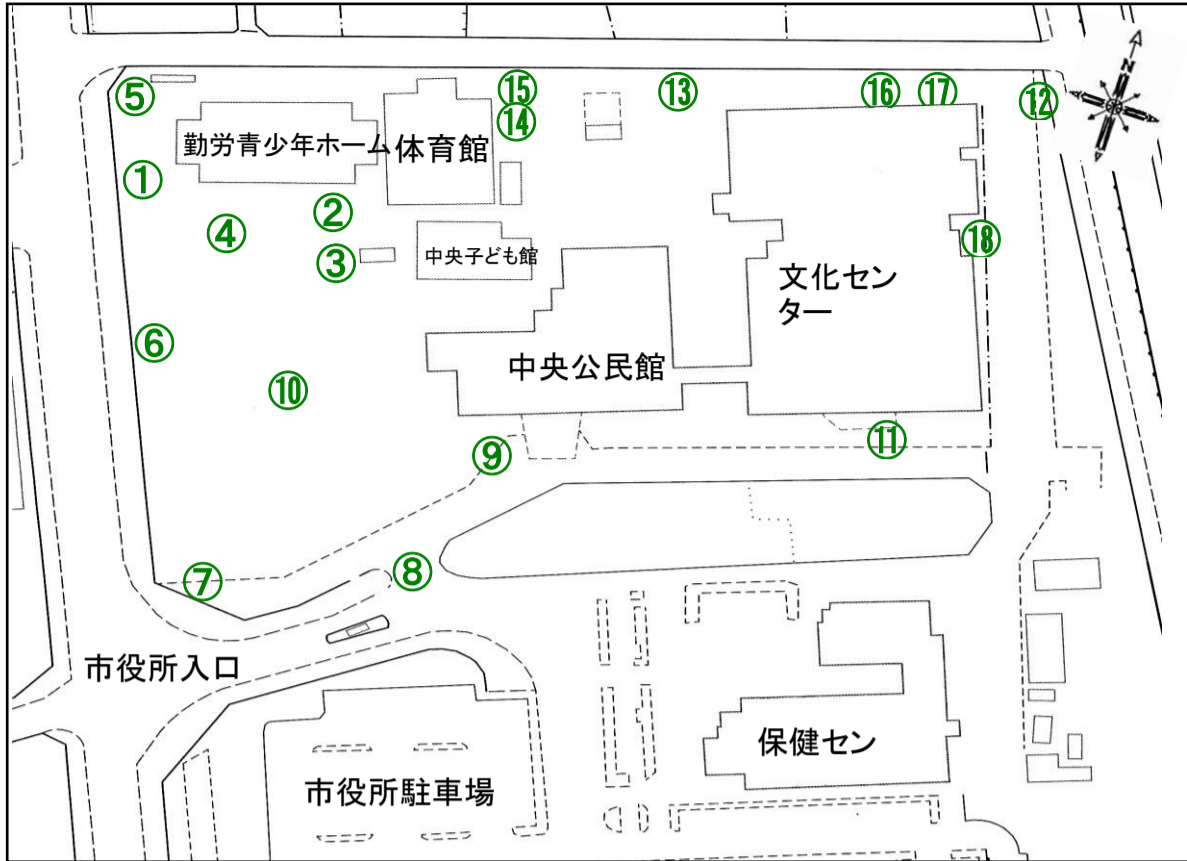 N
⑤
⑮
⑬
⑯
⑰
⑫
⑭
勤労青少年ホーム
体育館
①
②
④
③
中央子ども館
⑱
文化セン
ター
⑥
中央公民館
⑩
⑪
⑨
⑧
⑦
市役所入口
保健セン
市役所駐車場